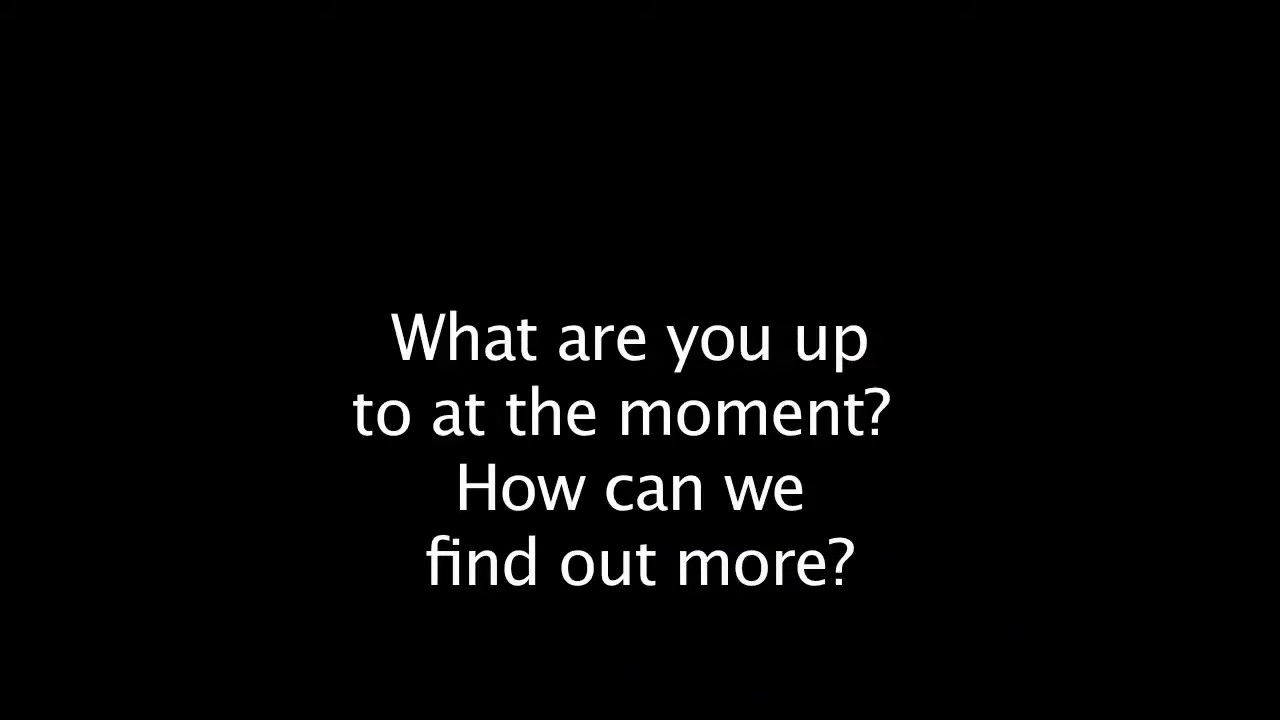 What are you up
to at the moment?
How can we
find out more?